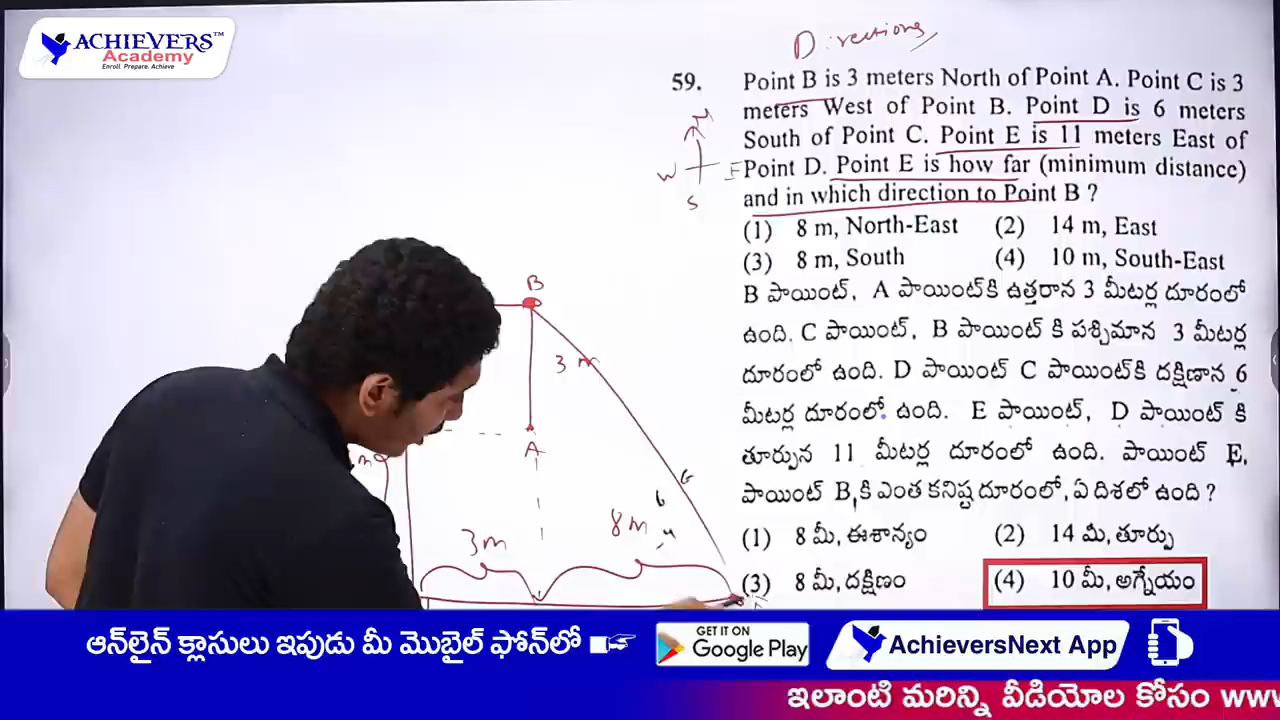 ACHIEVERS™
Academy
Enroll. Prepare. Achieve
Directions
59. Point B is 3 meters North of Point A. Point C is 3
meters West of Point B. Point D is 6 meters
South of Point C. Point E is 11 meters East of
Point D. Point E is how far (minimum distance)
and in which direction to Point B ?
(1) 8 m, North-East (2) 14 m, East
(3) 8 m, South (4) 10 m, South-East
B పాయింట్, A పాయింట్‌కి ఉత్తరాన 3 మీటర్ల దూరంలో
ఉంది. C పాయింట్, B పాయింట్ కి పశ్చిమాన 3 మీటర్ల
దూరంలో ఉంది. D పాయింట్ C పాయింట్‌కి దక్షిణాన 6
మీటర్ల దూరంలో ఉంది. E పాయింట్, D పాయింట్ కి
తూర్పున 11 మీటర్ల దూరంలో ఉంది. పాయింట్ E,
పాయింట్ B, కి ఎంత కనిష్ట దూరంలో, ఏ దిశలో ఉంది ?
(1) 8 మీ, ఈశాన్యం (2) 14 మీ, తూర్పు
(3) 8 మీ, దక్షిణం (4) 10 మీ, అగ్నేయం
N
W E
S
B
3 m
A
6
3m
8m
ఆన్‌లైన్ క్లాసులు ఇపుడు మీ మొబైల్ ఫోన్‌లో
GET IT ON
Google Play
AchieversNext App
ఇలాంటి మరిన్ని వీడియోల కోసం www